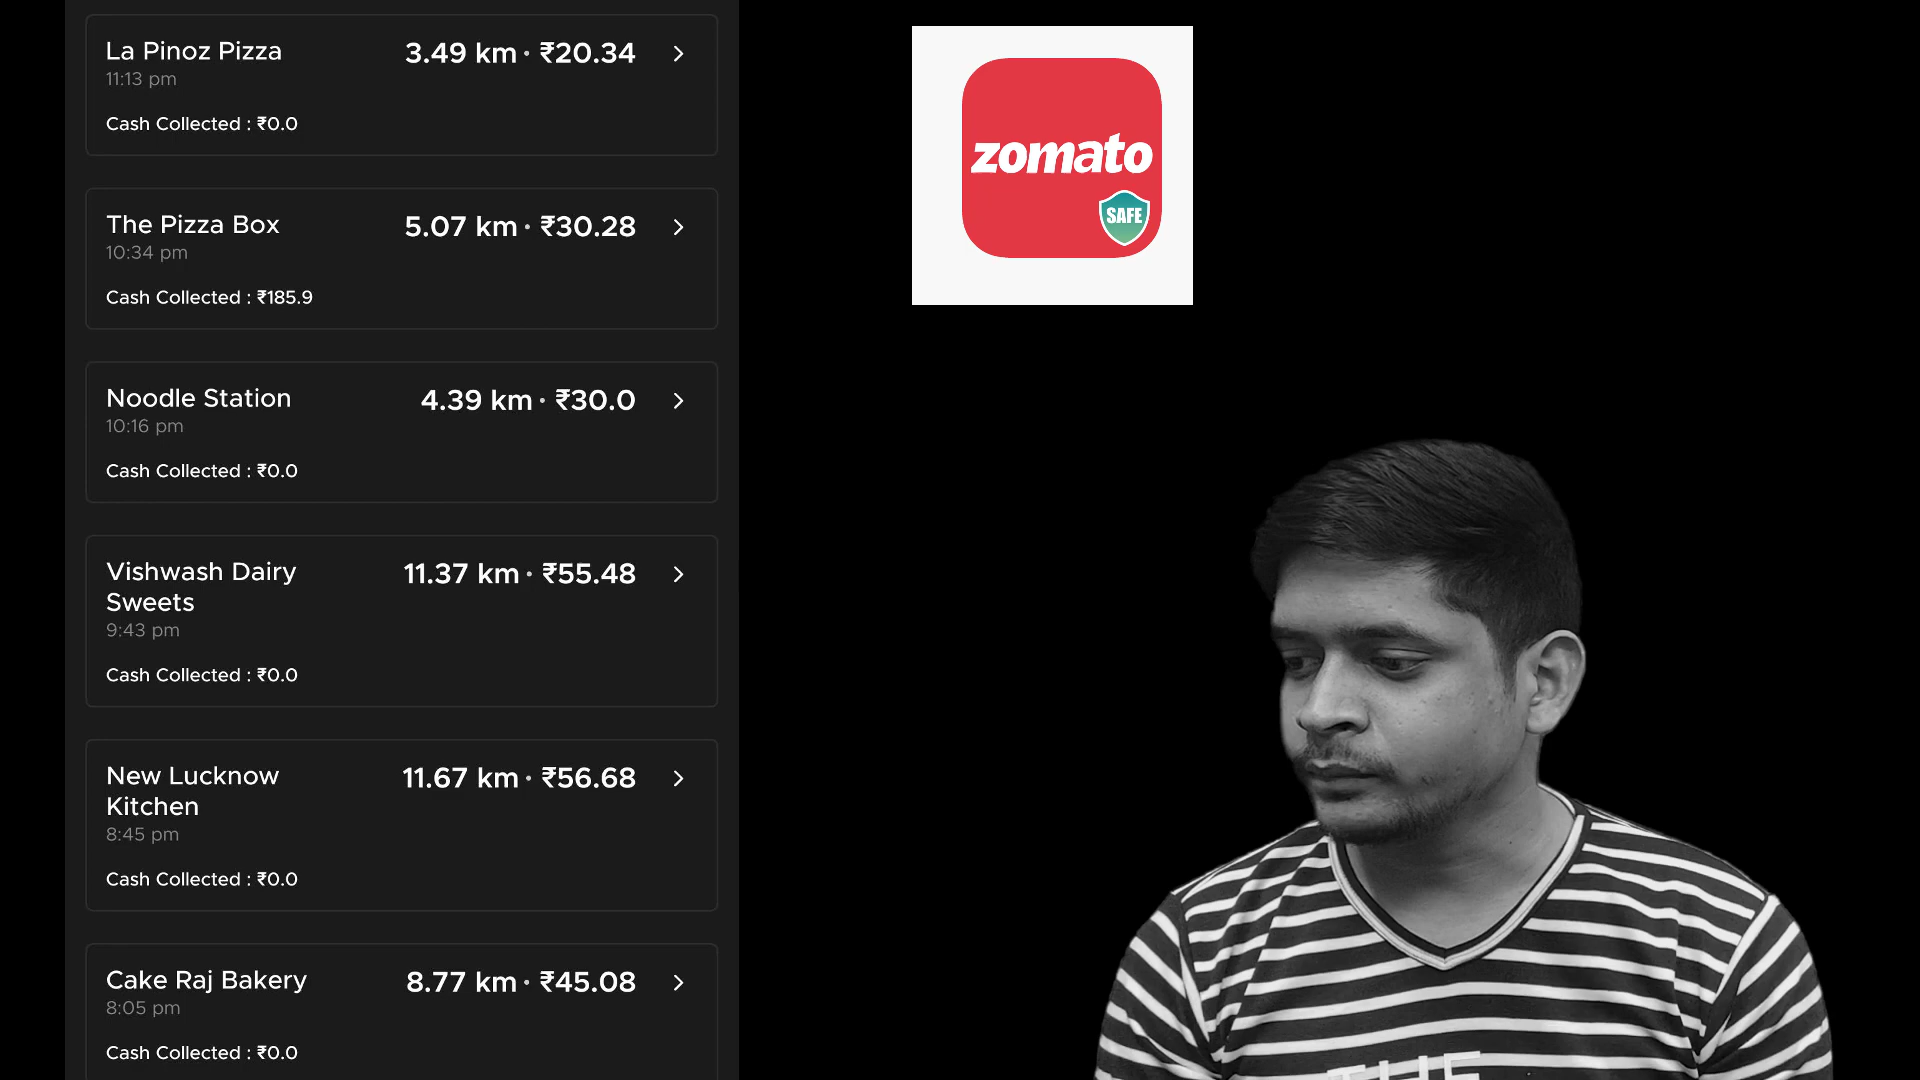 La Pinoz Pizza
3.49 km · ₹20.34
11:13 pm
Cash Collected : ₹0.0
The Pizza Box
5.07 km · ₹30.28
10:34 pm
Cash Collected : ₹185.9
Noodle Station
4.39 km · ₹30.0
10:16 pm
Cash Collected : ₹0.0
Vishwash Dairy
Sweets
11.37 km · ₹55.48
9:43 pm
Cash Collected : ₹0.0
New Lucknow
Kitchen
11.67 km · ₹56.68
8:45 pm
Cash Collected : ₹0.0
Cake Raj Bakery
8.77 km · ₹45.08
8:05 pm
Cash Collected : ₹0.0
zomato
SAFE
THE